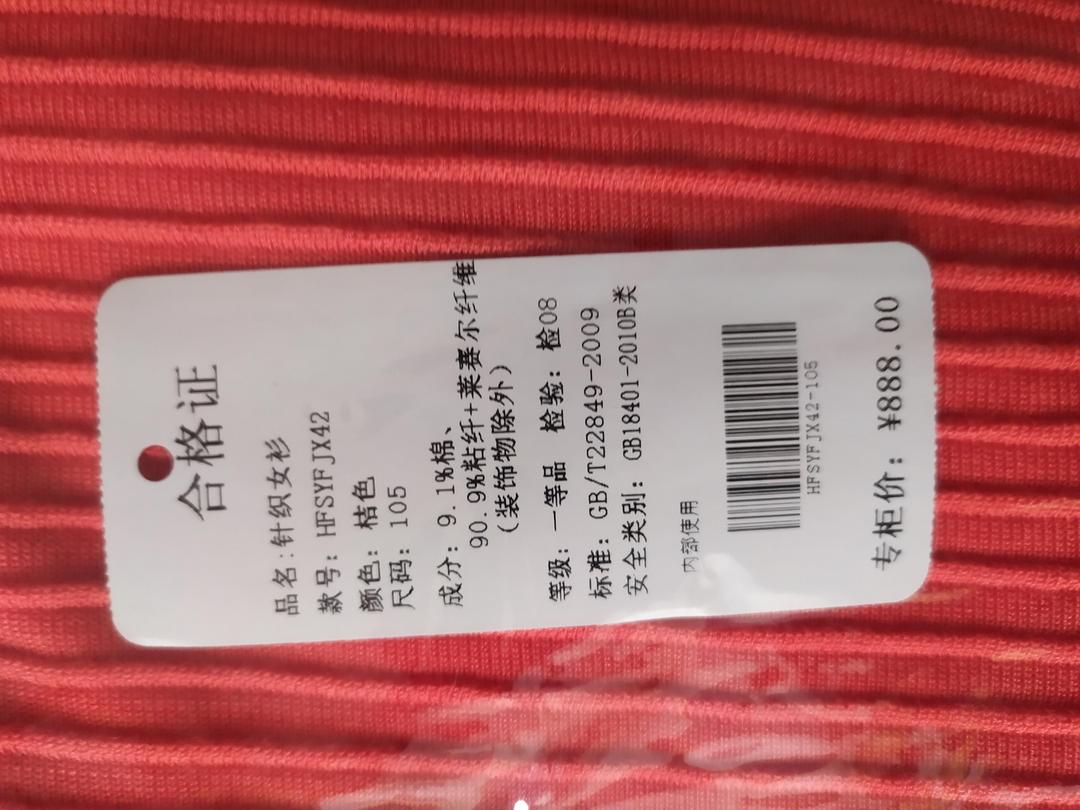 合格证
品名:针织女衫
款号: HFSYFJX42
颜色: 桔色
尺码: 105
成分: 9.1%棉、
90.9%粘纤+莱赛尔纤维
(装饰物除外)
等级: 一等品 检验: 检08
标准: GB/T22849-2009
安全类别: GB18401-2010B类
内部使用
HFSYFJX42-105
专柜价: ¥888.00